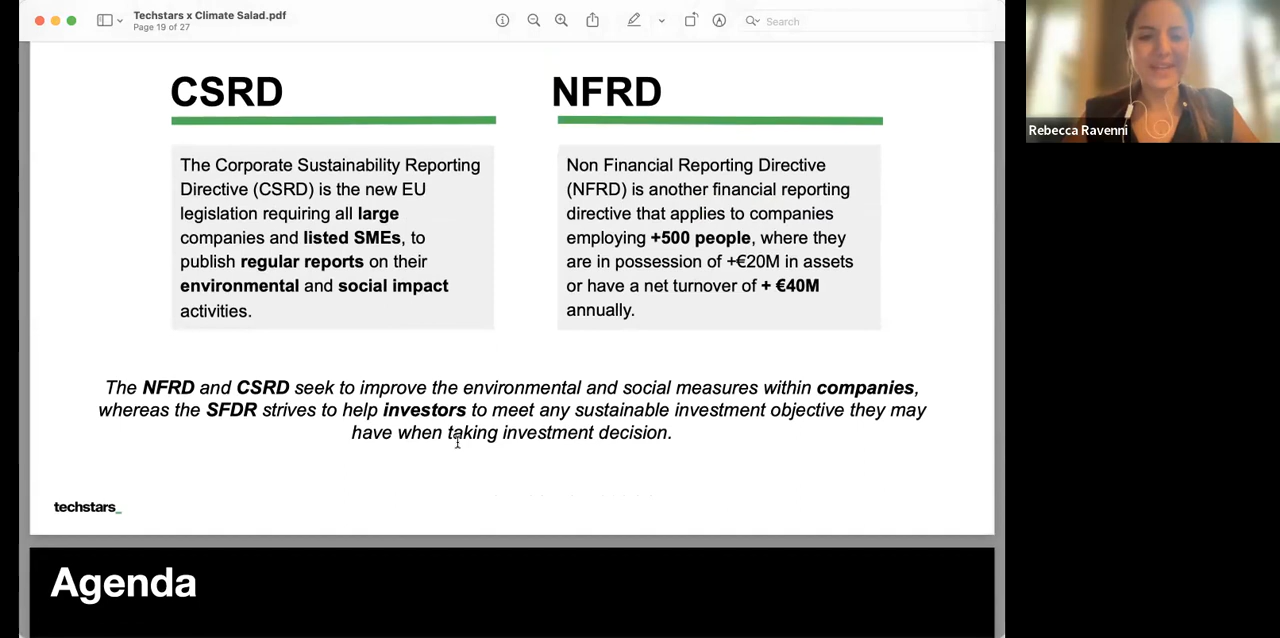 Techstars x Climate Salad.pdf
Page 19 of 27
Search
CSRD
The Corporate Sustainability Reporting
Directive (CSRD) is the new EU
legislation requiring all large
companies and listed SMEs, to
publish regular reports on their
environmental and social impact
activities.
NFRD
Non Financial Reporting Directive
(NFRD) is another financial reporting
directive that applies to companies
employing +500 people, where they
are in possession of +€20M in assets
or have a net turnover of + €40M
annually.
The NFRD and CSRD seek to improve the environmental and social measures within companies,
whereas the SFDR strives to help investors to meet any sustainable investment objective they may
have when taking investment decision.
techstars_
Agenda
Rebecca Ravenni